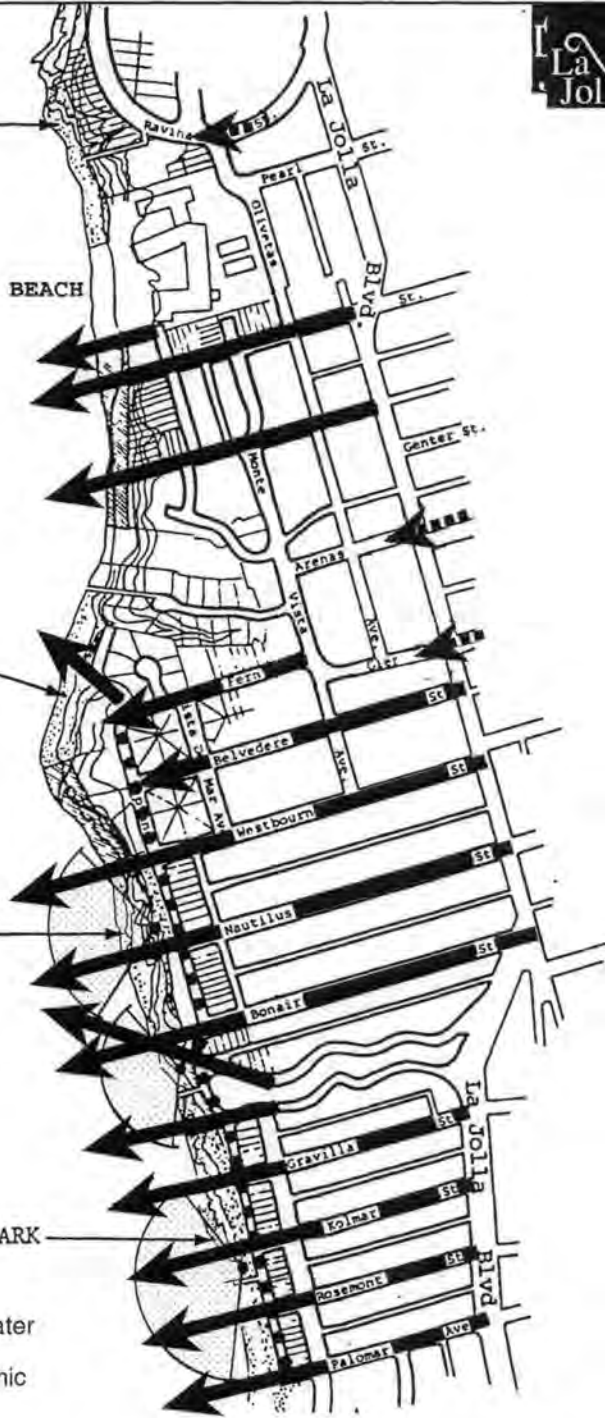 La
Jol
La Jolla
Blvd.
Ravina
St.
St.
Pearl
Olivetas
BEACH
St.
Center St.
Monte
Arenas
Vista
Ave.
Fern
St
Belvedere
Mar Av
Ave.
St
Westbourn
St
Nautilus
St
Bonair
La Jolla
Blvd
St
Gravilla
St
Kolmar
ARK
St
Rosemont
ater
Ave
Palomar
hic